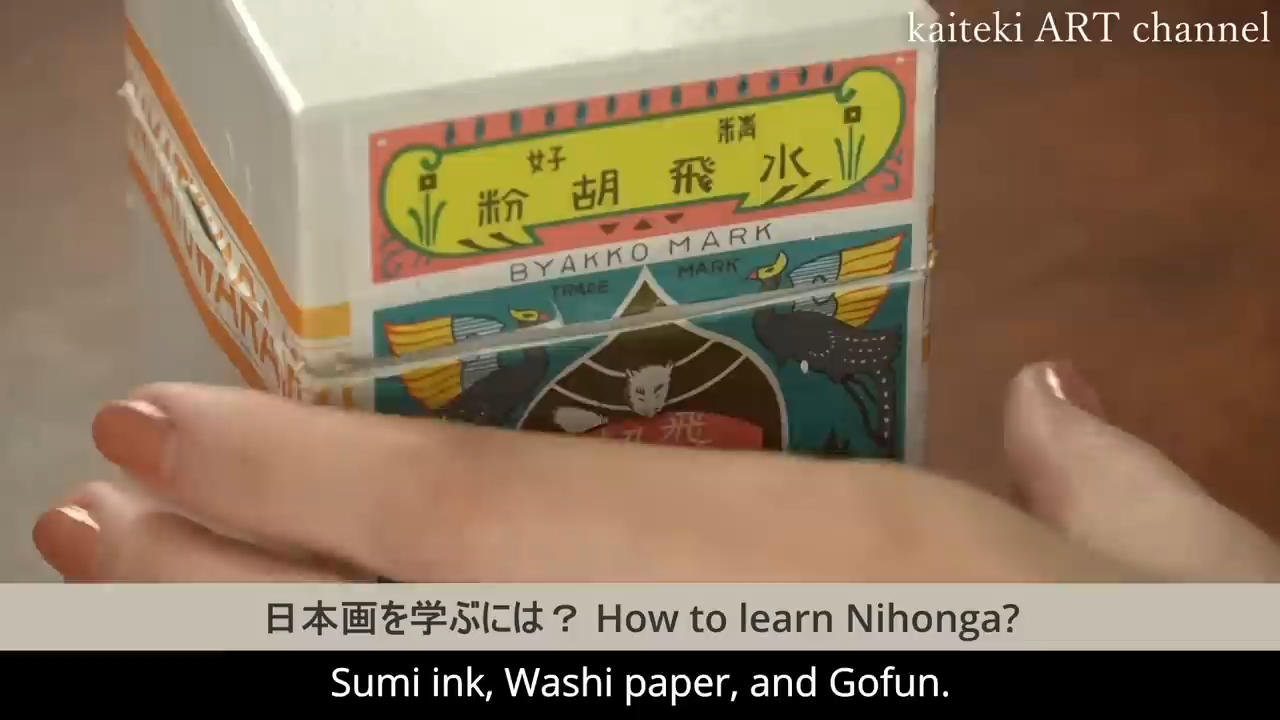 kaiteki ART channel
好 精
粉 胡 飛 水
BYAKKO MARK
TRADE MARK
飛
日本画を学ぶには？ How to learn Nihonga?
Sumi ink, Washi paper, and Gofun.